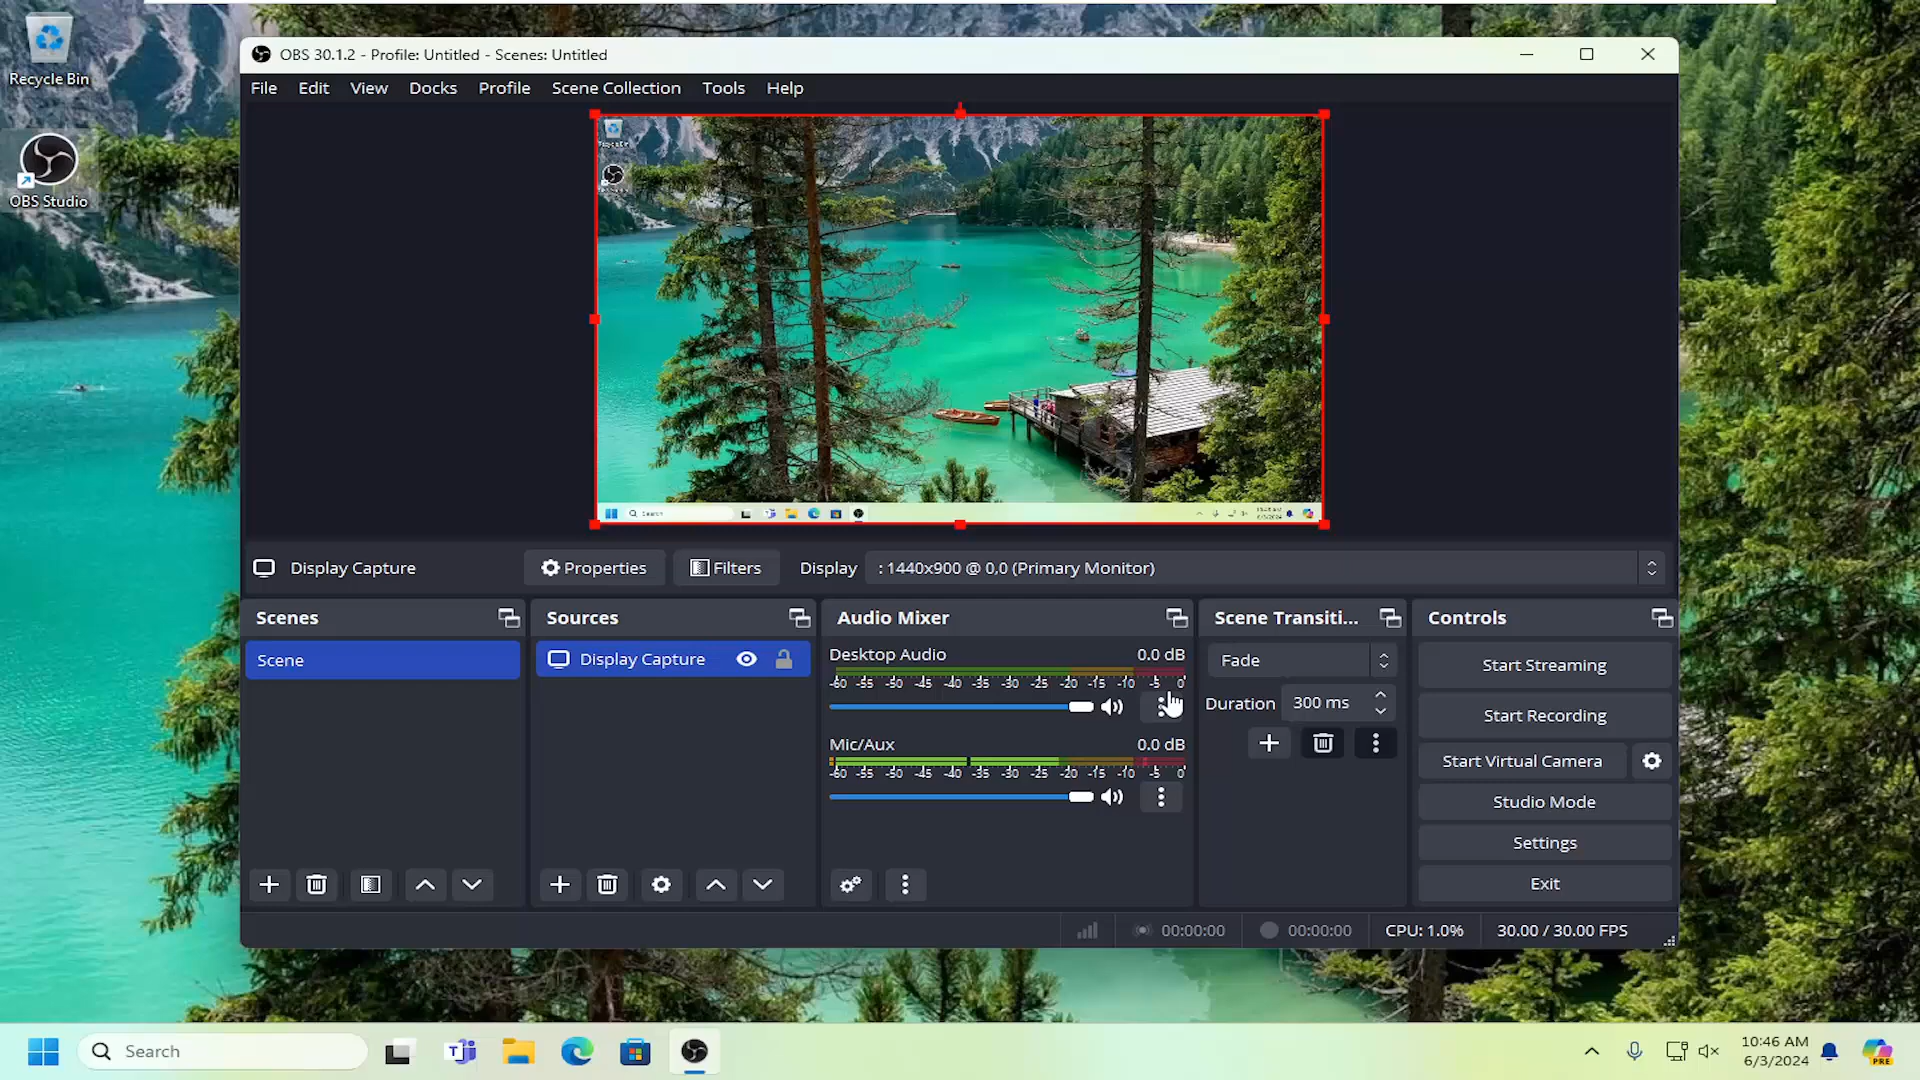 Recycle Bin
OBS Studio
OBS 30.1.2 - Profile: Untitled - Scenes: Untitled
File Edit View Docks Profile Scene Collection Tools Help
Display Capture Properties Filters Display : 1440x900 @ 0,0 (Primary Monitor)
Scenes
Scene
Sources
Display Capture
Audio Mixer
Desktop Audio 0.0 dB
-60 -55 -50 -45 -40 -35 -30 -25 -20 -15 -10 -5 0
Mic/Aux 0.0 dB
-60 -55 -50 -45 -40 -35 -30 -25 -20 -15 -10 -5 0
Scene Transiti...
Fade
Duration 300 ms
Controls
Start Streaming
Start Recording
Start Virtual Camera
Studio Mode
Settings
Exit
00:00:00 00:00:00 CPU: 1.0% 30.00 / 30.00 FPS
Search
10:46 AM
6/3/2024
PRE